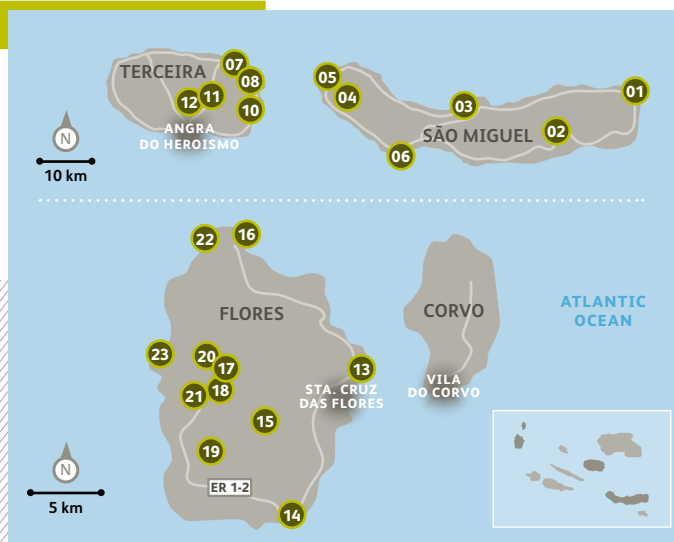 TERCEIRA
07
08
11
12
10
ANGRA
DO HEROISMO
N
10 km
05
04
03
01
02
SÃO MIGUEL
06
22
16
FLORES
23
20
17
13
18
21
STA. CRUZ
DAS FLORES
15
19
ER 1-2
14
N
5 km
CORVO
VILA
DO CORVO
ATLANTIC
OCEAN